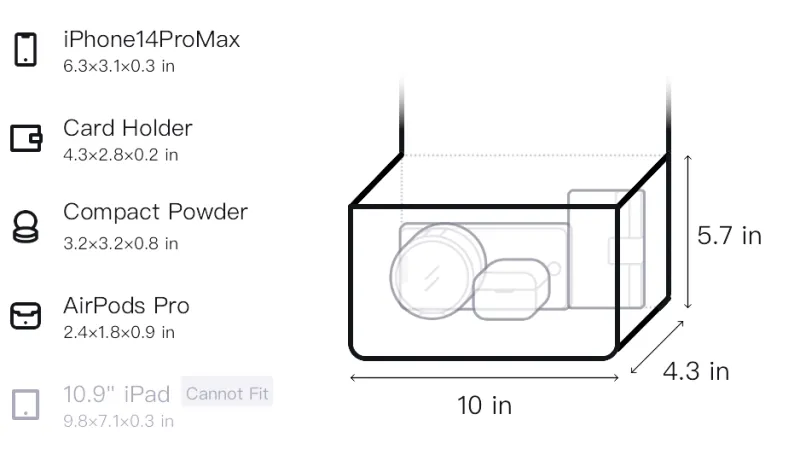 iPhone14ProMax
6.3×3.1×0.3 in
Card Holder
4.3×2.8×0.2 in
Compact Powder
3.2×3.2×0.8 in
AirPods Pro
2.4×1.8×0.9 in
10.9" iPad Cannot Fit
9.8×7.1×0.3 in
5.7 in
4.3 in
10 in